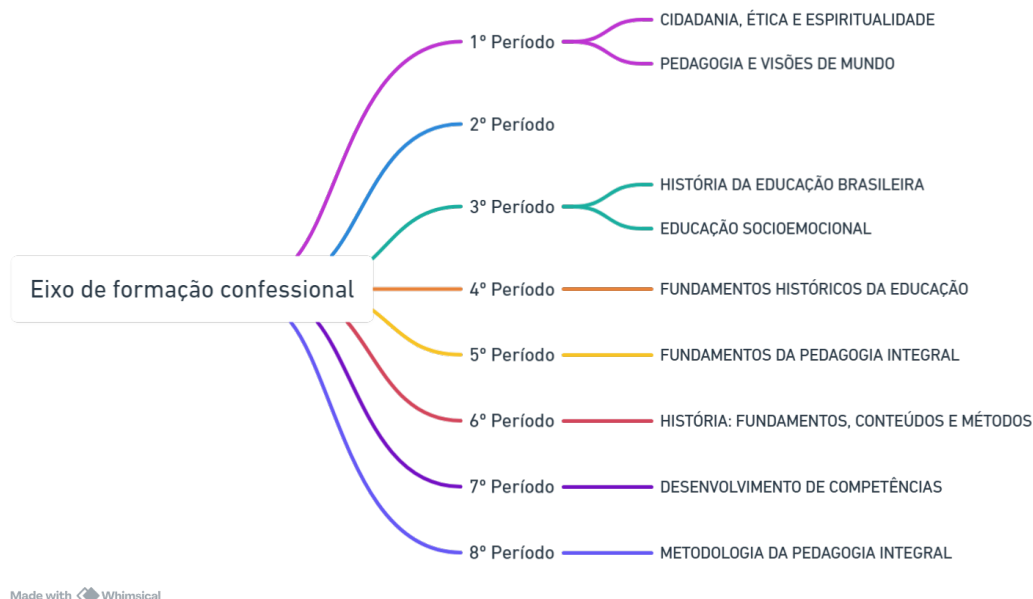 1º Período
CIDADANIA, ÉTICA E ESPIRITUALIDADE
PEDAGOGIA E VISÕES DE MUNDO
2º Período
3º Período
HISTÓRIA DA EDUCAÇÃO BRASILEIRA
EDUCAÇÃO SOCIOEMOCIONAL
Eixo de formação confessional
4º Período
FUNDAMENTOS HISTÓRICOS DA EDUCAÇÃO
5º Período
FUNDAMENTOS DA PEDAGOGIA INTEGRAL
6º Período
HISTÓRIA: FUNDAMENTOS, CONTEÚDOS E MÉTODOS
7º Período
DESENVOLVIMENTO DE COMPETÊNCIAS
8º Período
METODOLOGIA DA PEDAGOGIA INTEGRAL
Made with Whimsical